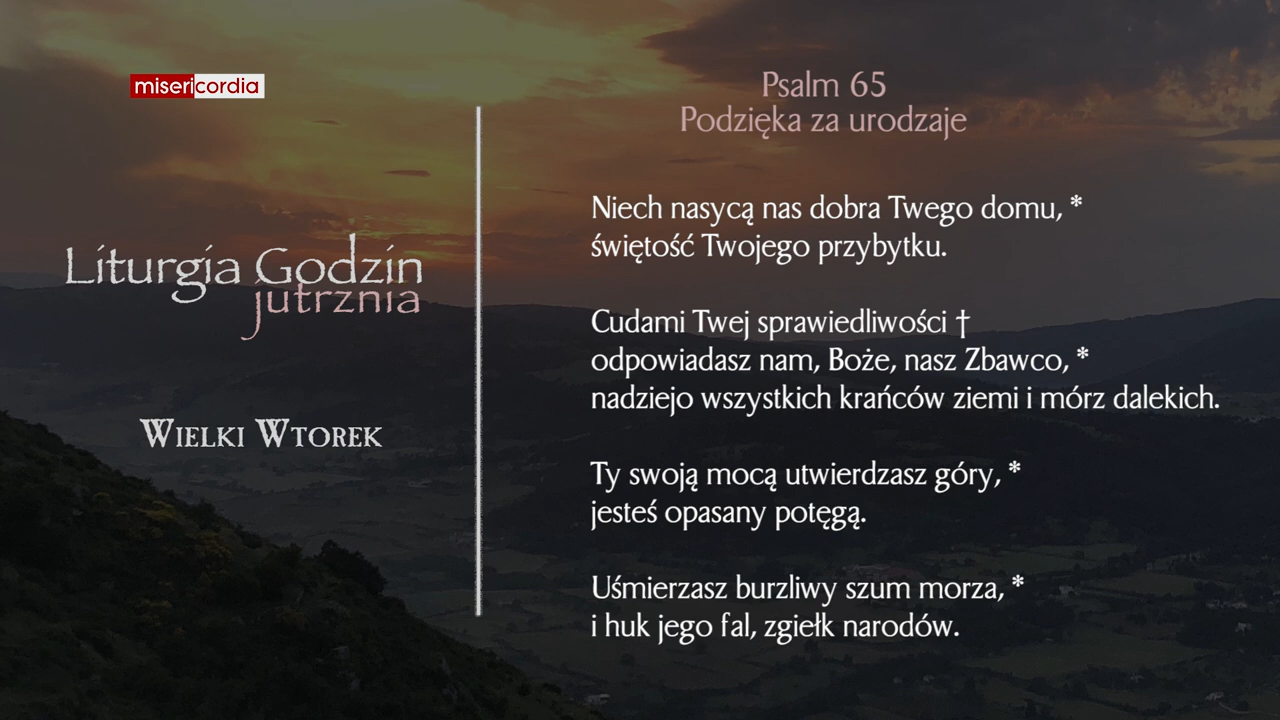 misericordia
Liturgia Godzin
jutrznia
Wielki Wtorek
Psalm 65
Podzięka za urodzaje
Niech nasycą nas dobra Twego domu, *
świętość Twojego przybytku.
Cudami Twej sprawiedliwości †
odpowiadasz nam, Boże, nasz Zbawco, *
nadziejo wszystkich krańców ziemi i mórz dalekich.
Ty swoją mocą utwierdzasz góry, *
jesteś opasany potęgą.
Uśmierzasz burzliwy szum morza, *
i huk jego fal, zgiełk narodów.